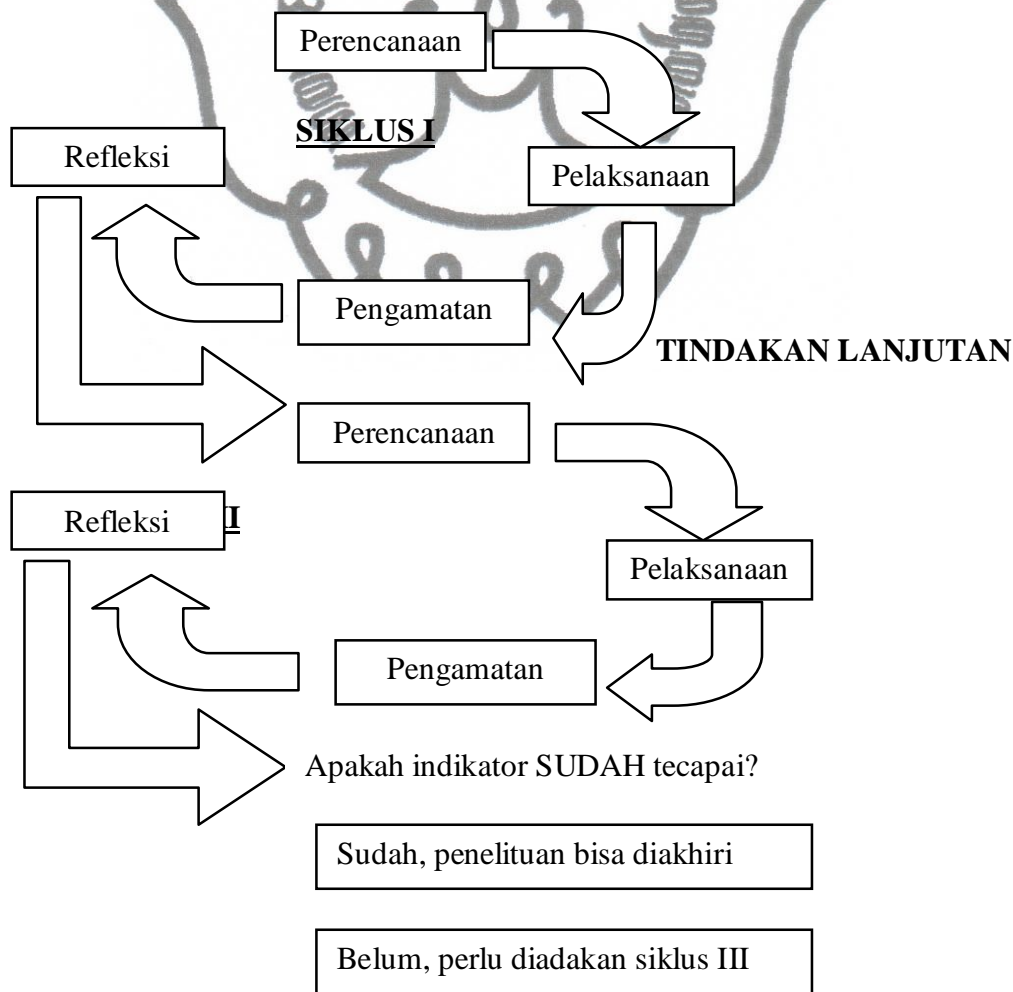 Perencanaan
SIKLUS I
Refleksi
Pelaksanaan
Pengamatan
TINDAKAN LANJUTAN
Perencanaan
Refleksi
Pelaksanaan
Pengamatan
Apakah indikator SUDAH tecapai?
Sudah, penelituan bisa diakhiri
Belum, perlu diadakan siklus III